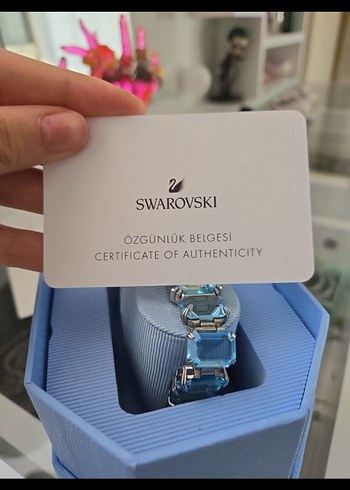 SWAROVSKI
ÖZGÜNLÜK BELGESİ
CERTIFICATE OF AUTHENTICITY